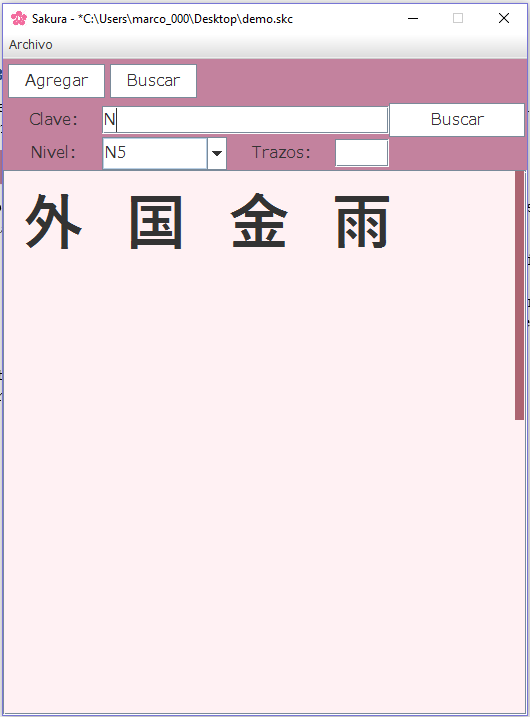 Sakura - *C:\Users\marco_000\Desktop\demo.skc
Archivo
Agregar Buscar
Clave: N Buscar
Nivel: N5 Trazos:
外 国 金 雨